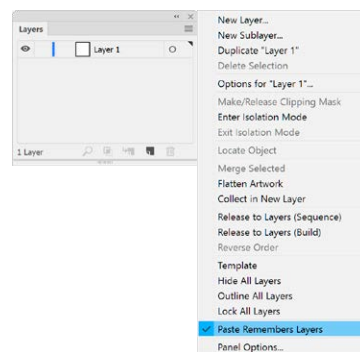 Layers
Layer 1
1 Layer
New Layer...
New Sublayer...
Duplicate "Layer 1"
Delete Selection
Options for "Layer 1"...
Make/Release Clipping Mask
Enter Isolation Mode
Exit Isolation Mode
Locate Object
Merge Selected
Flatten Artwork
Collect in New Layer
Release to Layers (Sequence)
Release to Layers (Build)
Reverse Order
Template
Hide All Layers
Outline All Layers
Lock All Layers
Paste Remembers Layers
Panel Options...